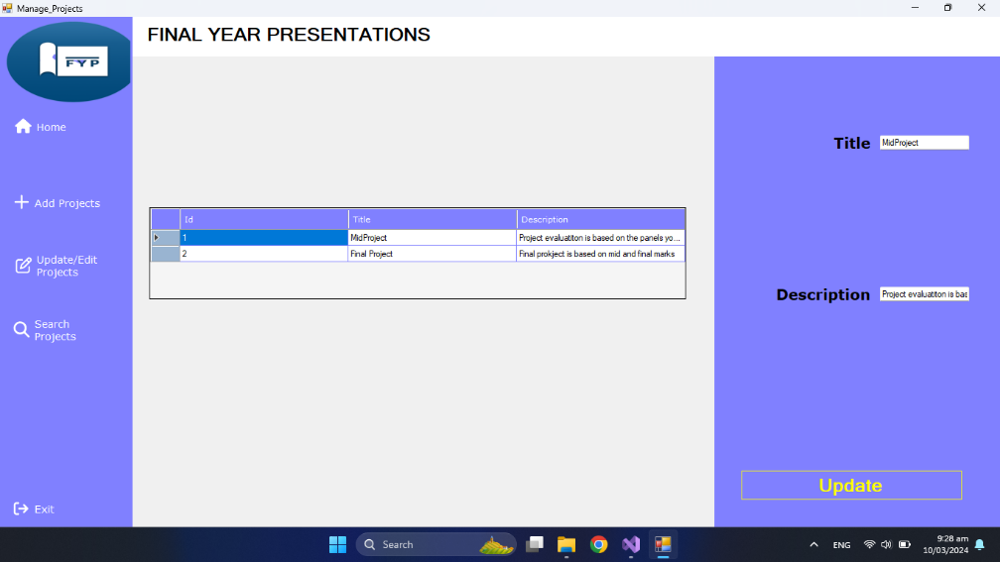 Manage_Projects
FINAL YEAR PRESENTATIONS
FYP
Home
Add Projects
Update/Edit
Projects
Search
Projects
Exit
Id Title Description
1 MidProject Project evaluatiton is based on the panels yo...
2 Final Project Final prokject is based on mid and final marks
Title MidProject
Description Project evaluatiton is bas
Update
Search
ENG
9:28 am
10/03/2024